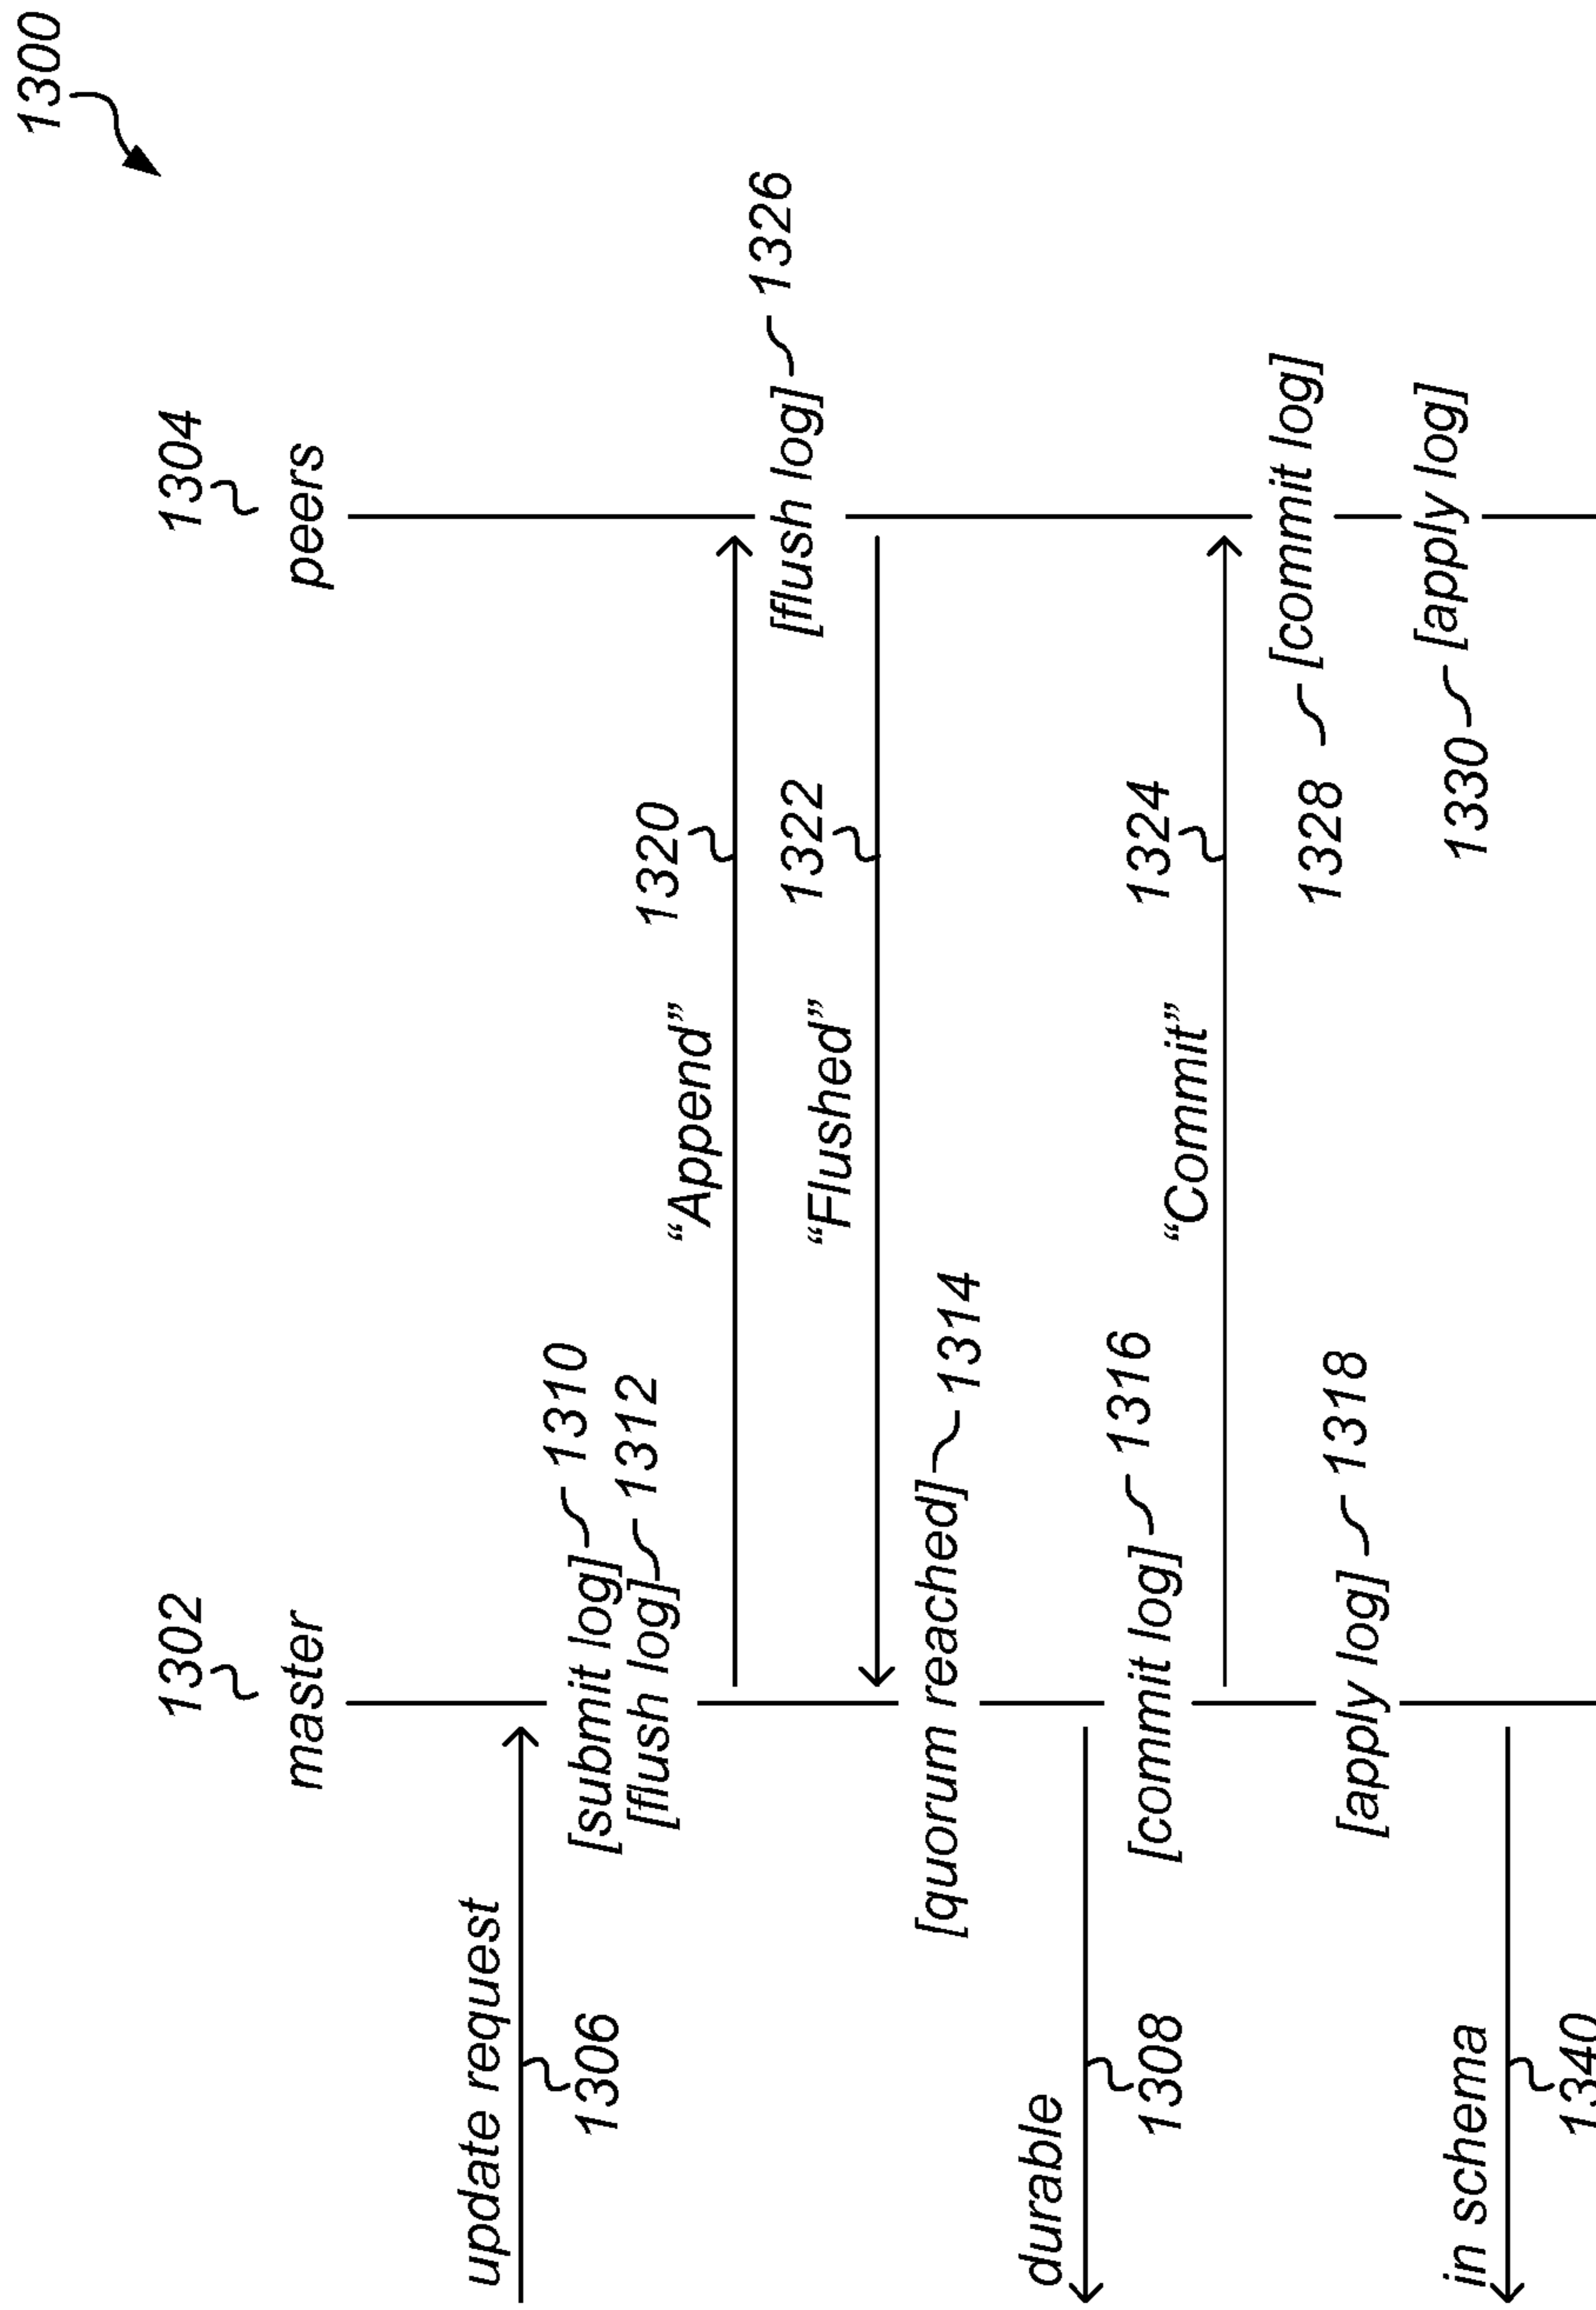 1300
1302
1304
master
peers
update request
1306
[submit log] 1310
[flush log] 1312
"Append"
1320
[flush log] 1326
"Flushed"
1322
[quorum reached] 1314
durable
1308
[commit log] 1316
"Commit"
1324
1328 [commit log]
[apply log] 1318
1330 [apply log]
in schema
1340